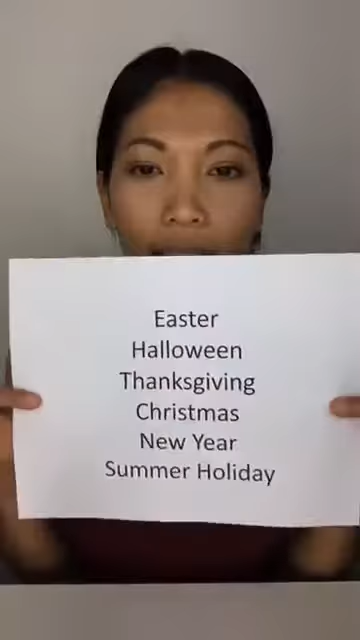 Easter
Halloween
Thanksgiving
Christmas
New Year
Summer Holiday